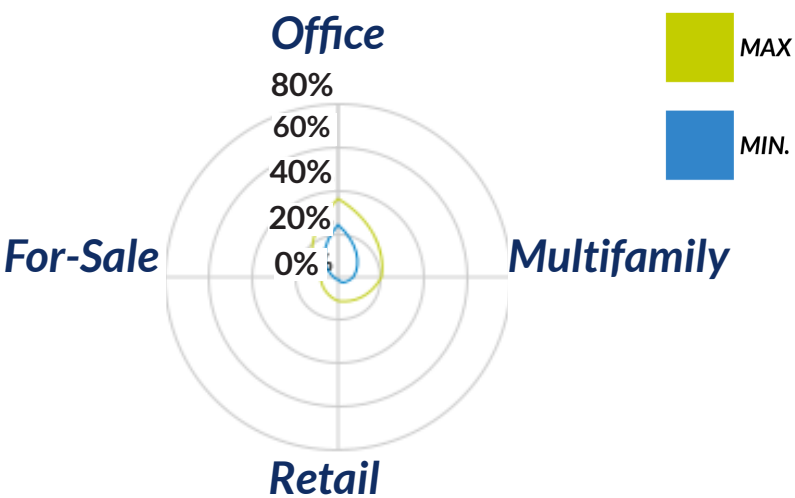 Office
MAX
80%
60%
MIN.
40%
20%
For-Sale
0%
%
Multifamily
Retail